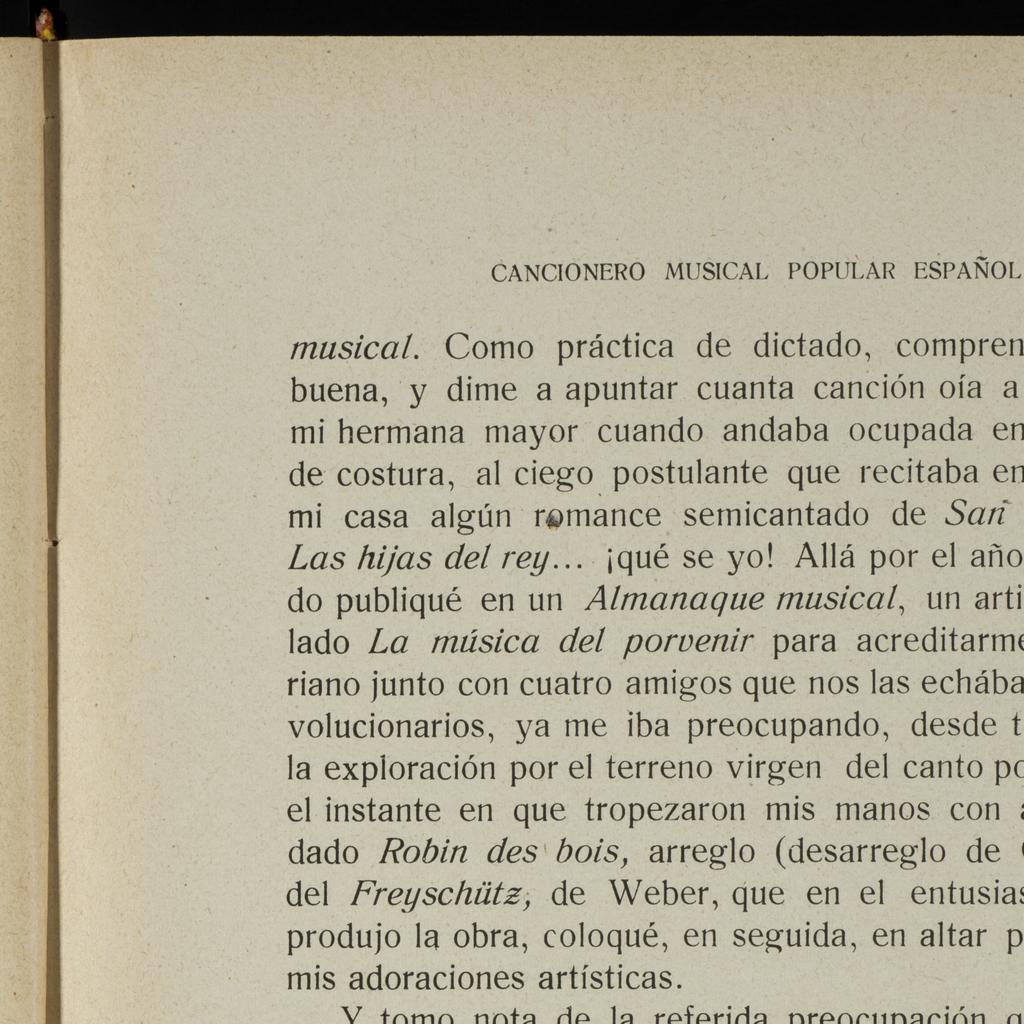 CANCIONERO MUSICAL POPULAR ESPAÑOL
musical. Como práctica de dictado, compren
buena, y dime a apuntar cuanta canción oía a
mi hermana mayor cuando andaba ocupada en
de costura, al ciego postulante que recitaba en
mi casa algún romance semicantado de San
Las hijas del rey... ¡qué se yo! Allá por el año
do publiqué en un Almanaque musical, un arti
lado La música del porvenir para acreditarme
riano junto con cuatro amigos que nos las echába
volucionarios, ya me iba preocupando, desde t
la exploración por el terreno virgen del canto po
el instante en que tropezaron mis manos con a
dado Robin des bois, arreglo (desarreglo de
del Freyschütz, de Weber, que en el entusias
produjo la obra, coloqué, en seguida, en altar p
mis adoraciones artísticas.
Y tomo nota de la referida preocupación q